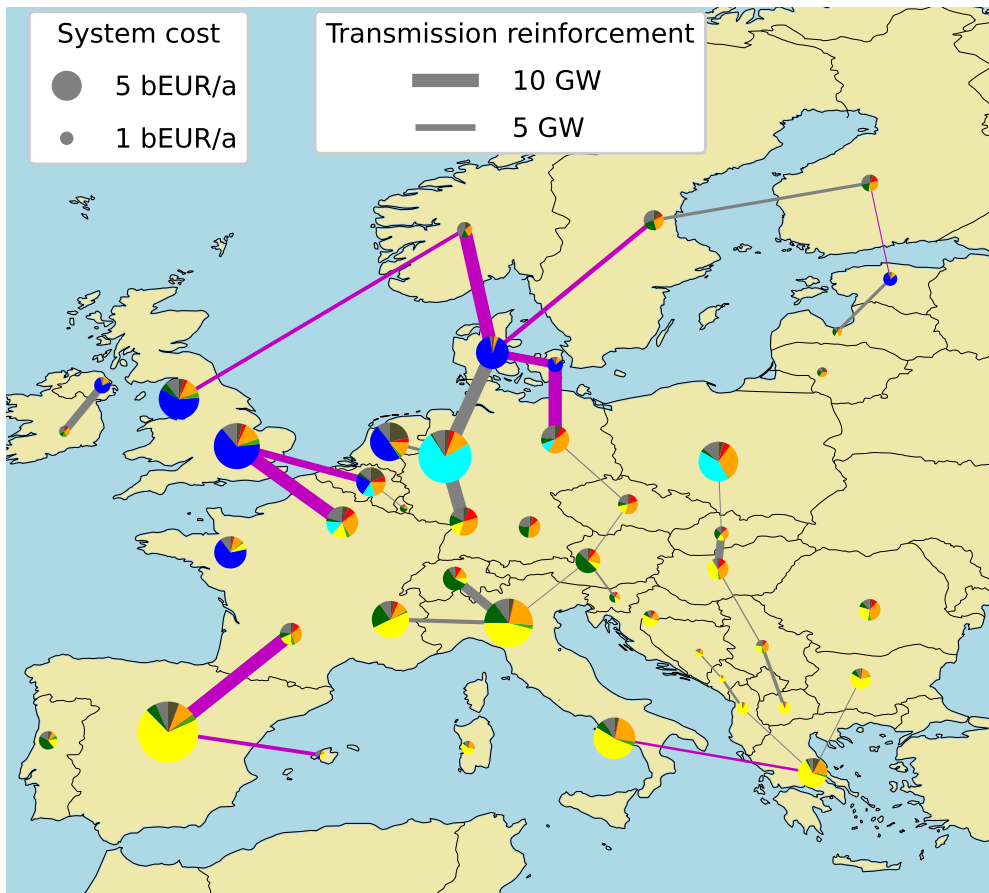 System cost
5 bEUR/a
1 bEUR/a
Transmission reinforcement
10 GW
5 GW